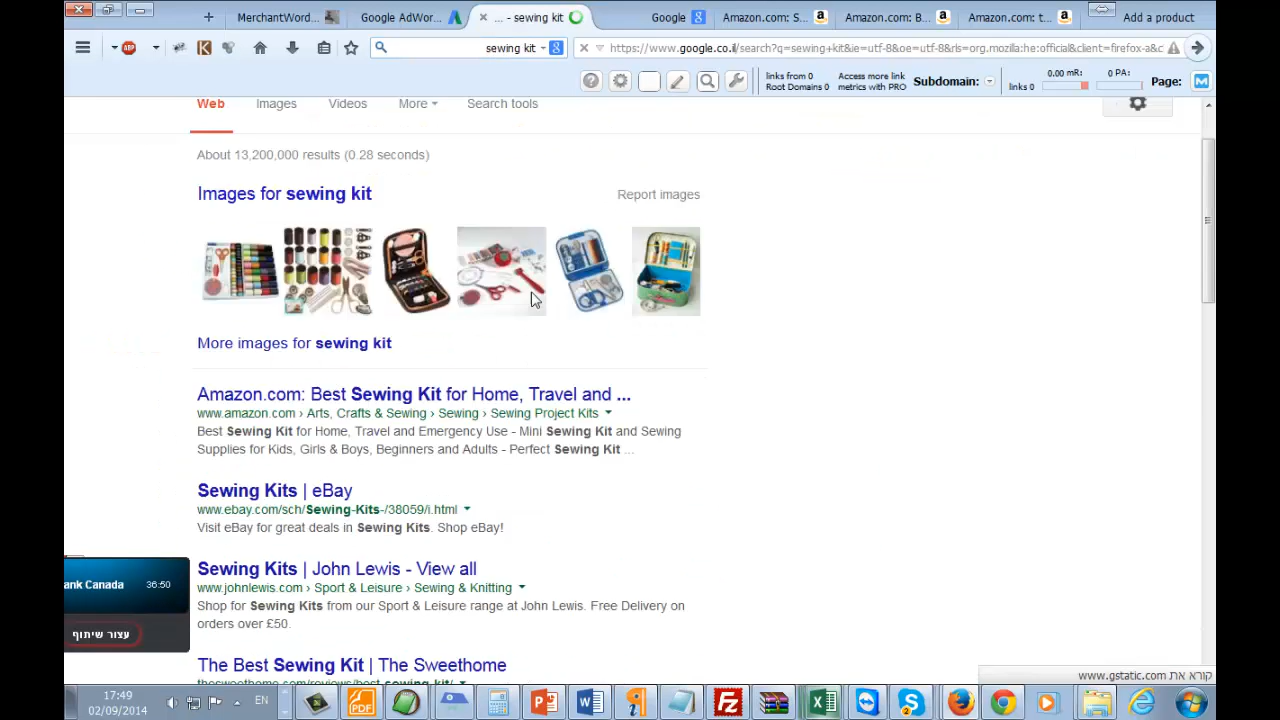 MerchantWord...
Google AdWor...
... - sewing kit
Google
Amazon.com: S...
Amazon.com: B...
Amazon.com: t...
Add a product
ABP
K
sewing kit
https://www.google.co.il/search?q=sewing+kit&ie=utf-8&oe=utf-8&rls=org.mozilla:he:official&client=firefox-a&c
links from 0
Root Domains 0
Access more link
metrics with PRO
Subdomain:
0.00 mR:
links 0
0 PA:
Page:
Web
Images
Videos
More
Search tools
About 13,200,000 results (0.28 seconds)
Images for sewing kit
Report images
More images for sewing kit
Amazon.com: Best Sewing Kit for Home, Travel and ...
www.amazon.com › Arts, Crafts & Sewing › Sewing › Sewing Project Kits
Best Sewing Kit for Home, Travel and Emergency Use - Mini Sewing Kit and Sewing
Supplies for Kids, Girls & Boys, Beginners and Adults - Perfect Sewing Kit ...
Sewing Kits | eBay
www.ebay.com/sch/Sewing-Kits-/38059/i.html
Visit eBay for great deals in Sewing Kits. Shop eBay!
Sewing Kits | John Lewis - View all
www.johnlewis.com › Sport & Leisure › Sewing & Knitting
Shop for Sewing Kits from our Sport & Leisure range at John Lewis. Free Delivery on
orders over £50.
The Best Sewing Kit | The Sweethome
thesweethome.com/reviews/best-sewing-kit/
ank Canada
36:50
עצור שיתוף
קורא את www.gstatic.com
17:49
02/09/2014
EN
PDF